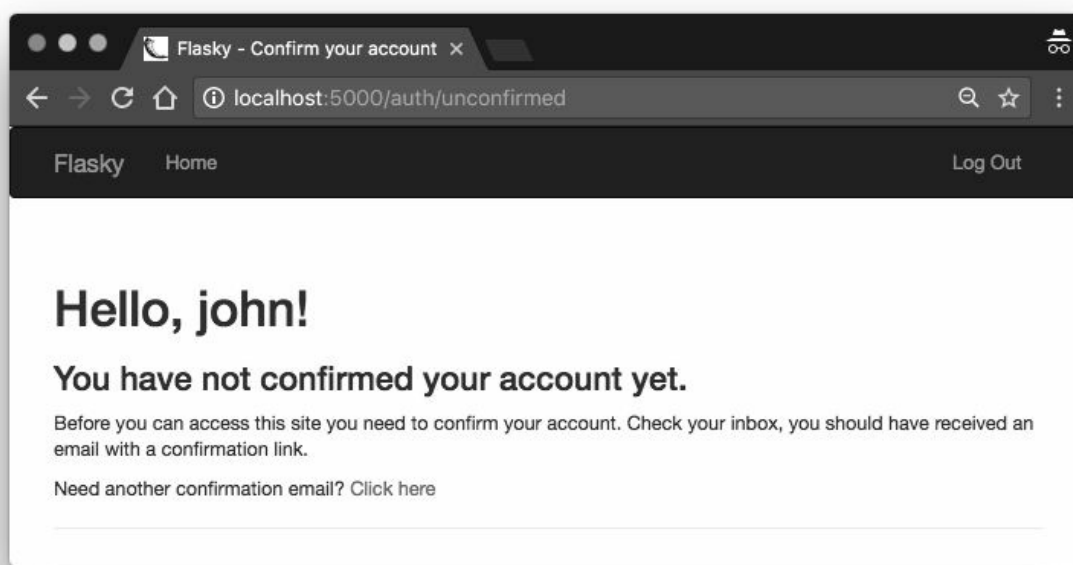 Flasky - Confirm your account
localhost:5000/auth/unconfirmed
Flasky Home Log Out
Hello, john!
You have not confirmed your account yet.
Before you can access this site you need to confirm your account. Check your inbox, you should have received an
email with a confirmation link.
Need another confirmation email? Click here